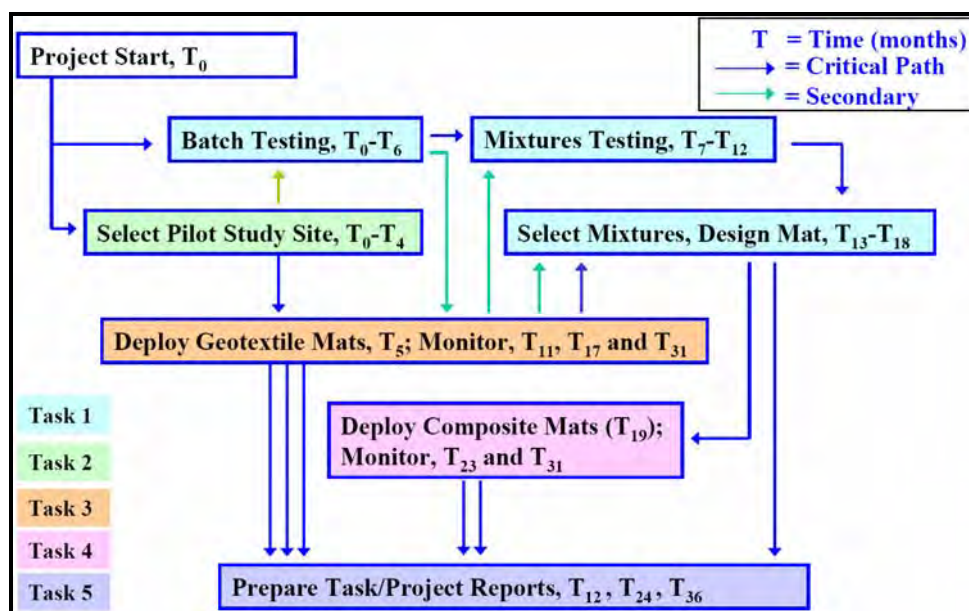 Project Start, T₀
T = Time (months)
= Critical Path
= Secondary
Batch Testing, T₀-T₆
Mixtures Testing, T₇-T₁₂
Select Pilot Study Site, T₀-T₄
Select Mixtures, Design Mat, T₁₃-T₁₈
Deploy Geotextile Mats, T₅; Monitor, T₁₁, T₁₇ and T₃₁
Deploy Composite Mats (T₁₉);
Monitor, T₂₃ and T₃₁
Task 1
Task 2
Task 3
Task 4
Task 5
Prepare Task/Project Reports, T₁₂, T₂₄, T₃₆